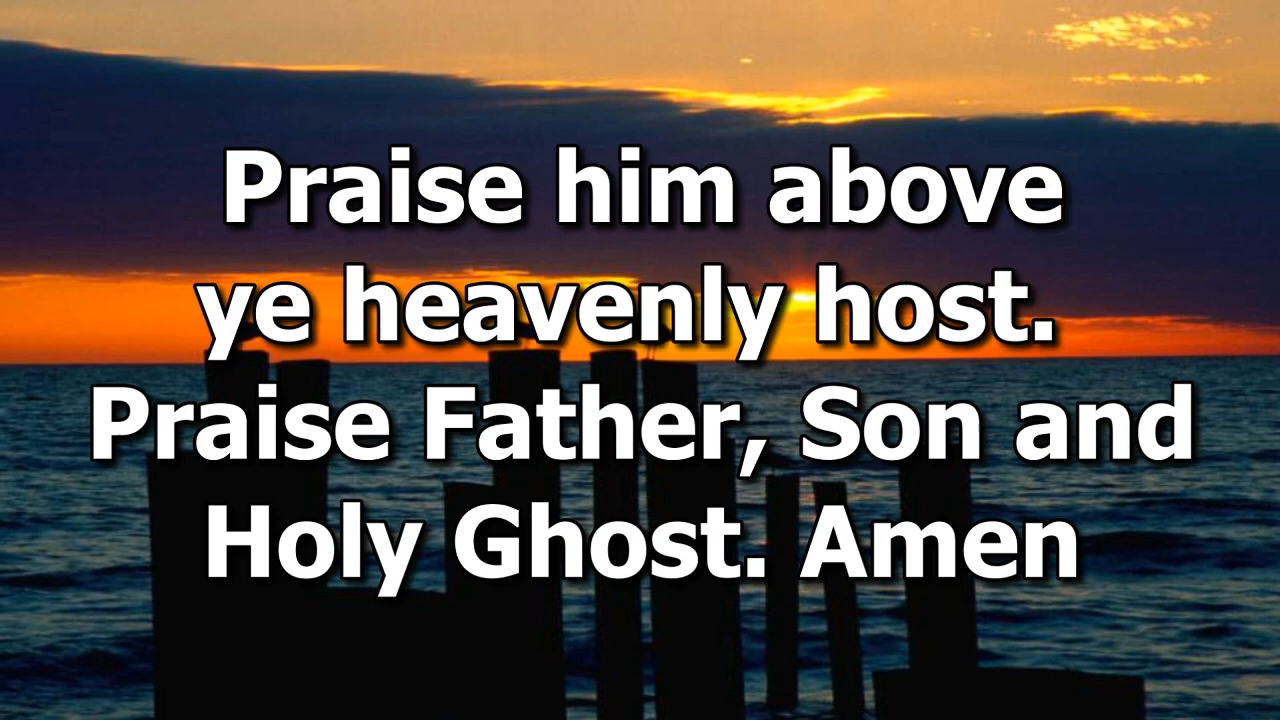 Praise him above
ye heavenly host.
Praise Father, Son and
Holy Ghost. Amen